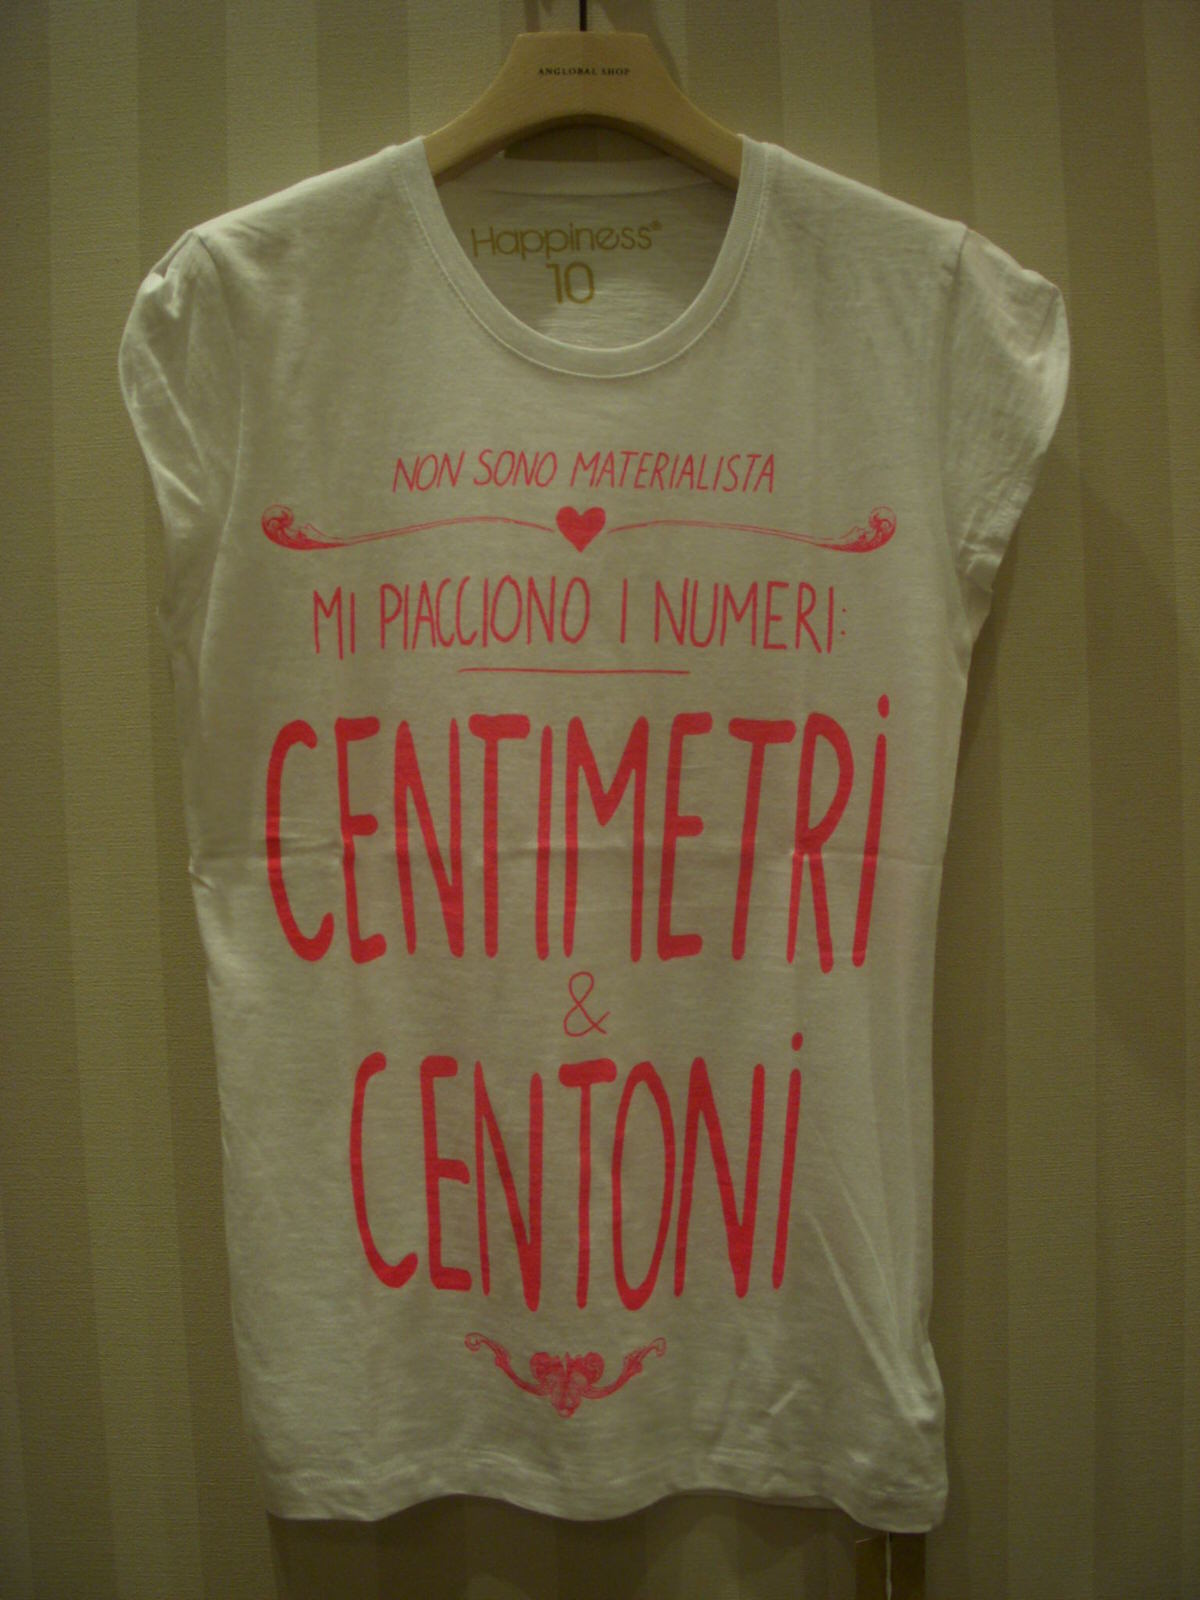 ANGLOBAL SHOP
Happiness®
10
NON SONO MATERIALISTA
MI PIACCIONO I NUMERI:
CENTIMETRi
&
CENTONi